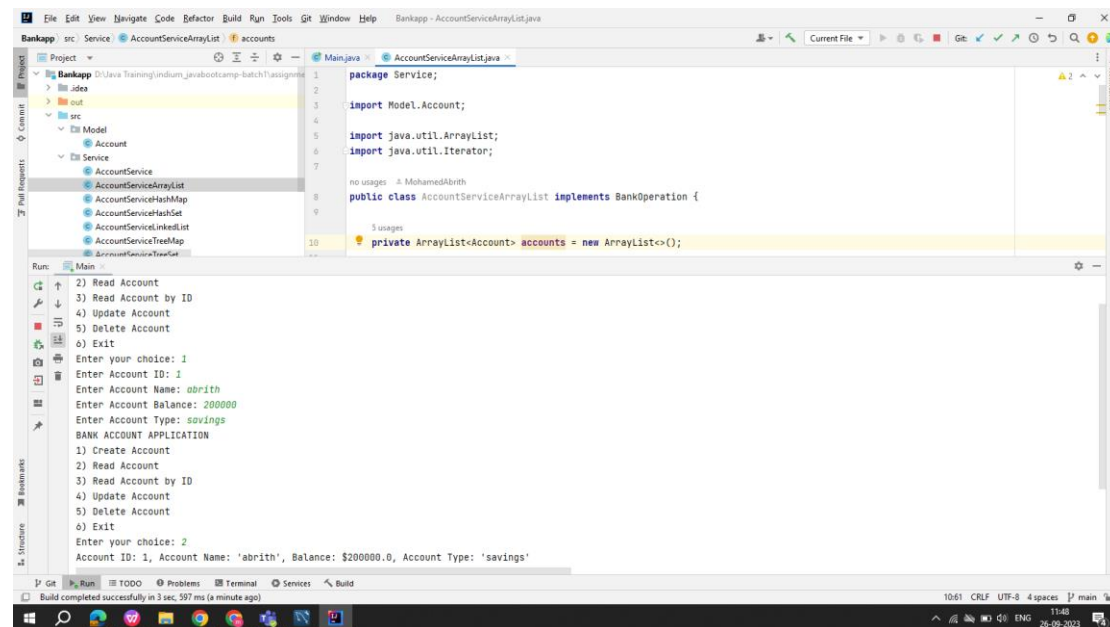 File Edit View Navigate Code Refactor Build Run Tools Git Window Help Bankapp - AccountServiceArrayList.java
Bankapp src Service AccountServiceArrayList accounts
Current File
Git:
Project
Main.java
AccountServiceArrayList.java
Bankapp D:\Java Training\indium_javabootcamp-batch1\assignme
.idea
out
src
Model
Account
Service
AccountService
AccountServiceArrayList
AccountServiceHashMap
AccountServiceHashSet
AccountServiceLinkedList
AccountServiceTreeMap
AccountServiceTreeSet
1 package Service;
2
3 import Model.Account;
4
5 import java.util.ArrayList;
6 import java.util.Iterator;
7
no usages MohamedAbrith
8 public class AccountServiceArrayList implements BankOperation {
9
5 usages
10 private ArrayList<Account> accounts = new ArrayList<>();
2
Project
Commit
Pull Requests
Bookmarks
Structure
Run: Main
2) Read Account
3) Read Account by ID
4) Update Account
5) Delete Account
6) Exit
Enter your choice: 1
Enter Account ID: 1
Enter Account Name: abrith
Enter Account Balance: 200000
Enter Account Type: savings
BANK ACCOUNT APPLICATION
1) Create Account
2) Read Account
3) Read Account by ID
4) Update Account
5) Delete Account
6) Exit
Enter your choice: 2
Account ID: 1, Account Name: 'abrith', Balance: $200000.0, Account Type: 'savings'
Git Run TODO Problems Terminal Services Build
Build completed successfully in 3 sec, 597 ms (a minute ago)
10:61 CRLF UTF-8 4 spaces main
ENG
11:48
26-09-2023